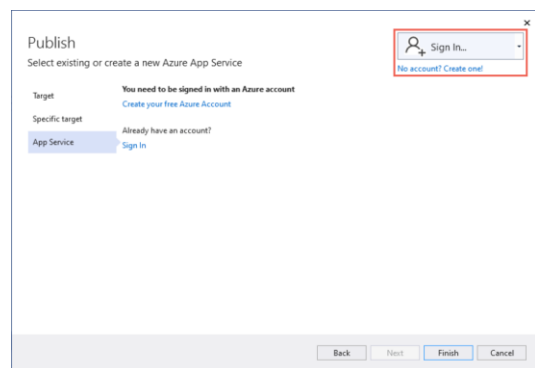 Publish
Select existing or create a new Azure App Service
Sign In...
No account? Create one!
Target
Specific target
App Service
You need to be signed in with an Azure account
Create your free Azure Account
Already have an account?
Sign In
Back
Next
Finish
Cancel